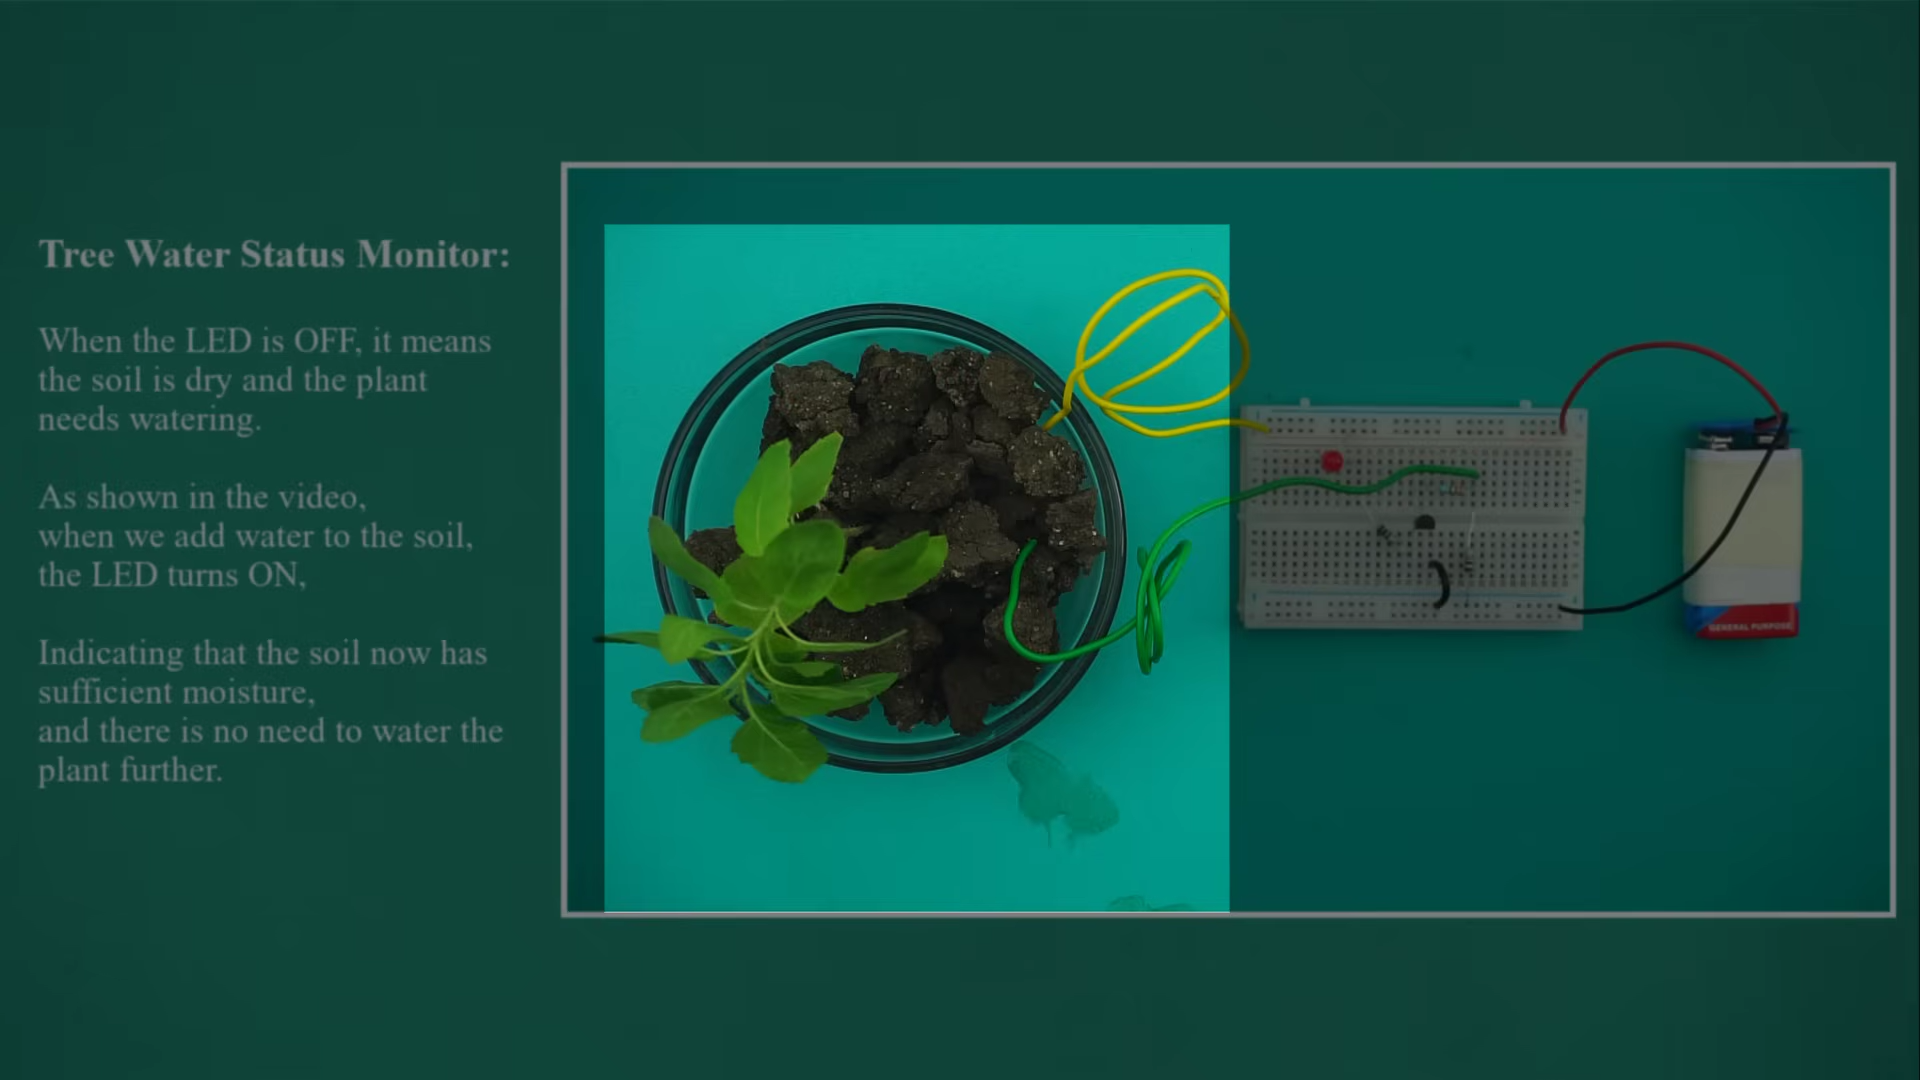 Tree Water Status Monitor:
When the LED is OFF, it means
the soil is dry and the plant
needs watering.
As shown in the video,
when we add water to the soil,
the LED turns ON,
Indicating that the soil now has
sufficient moisture,
and there is no need to water the
plant further.
GENERAL PURPOSE